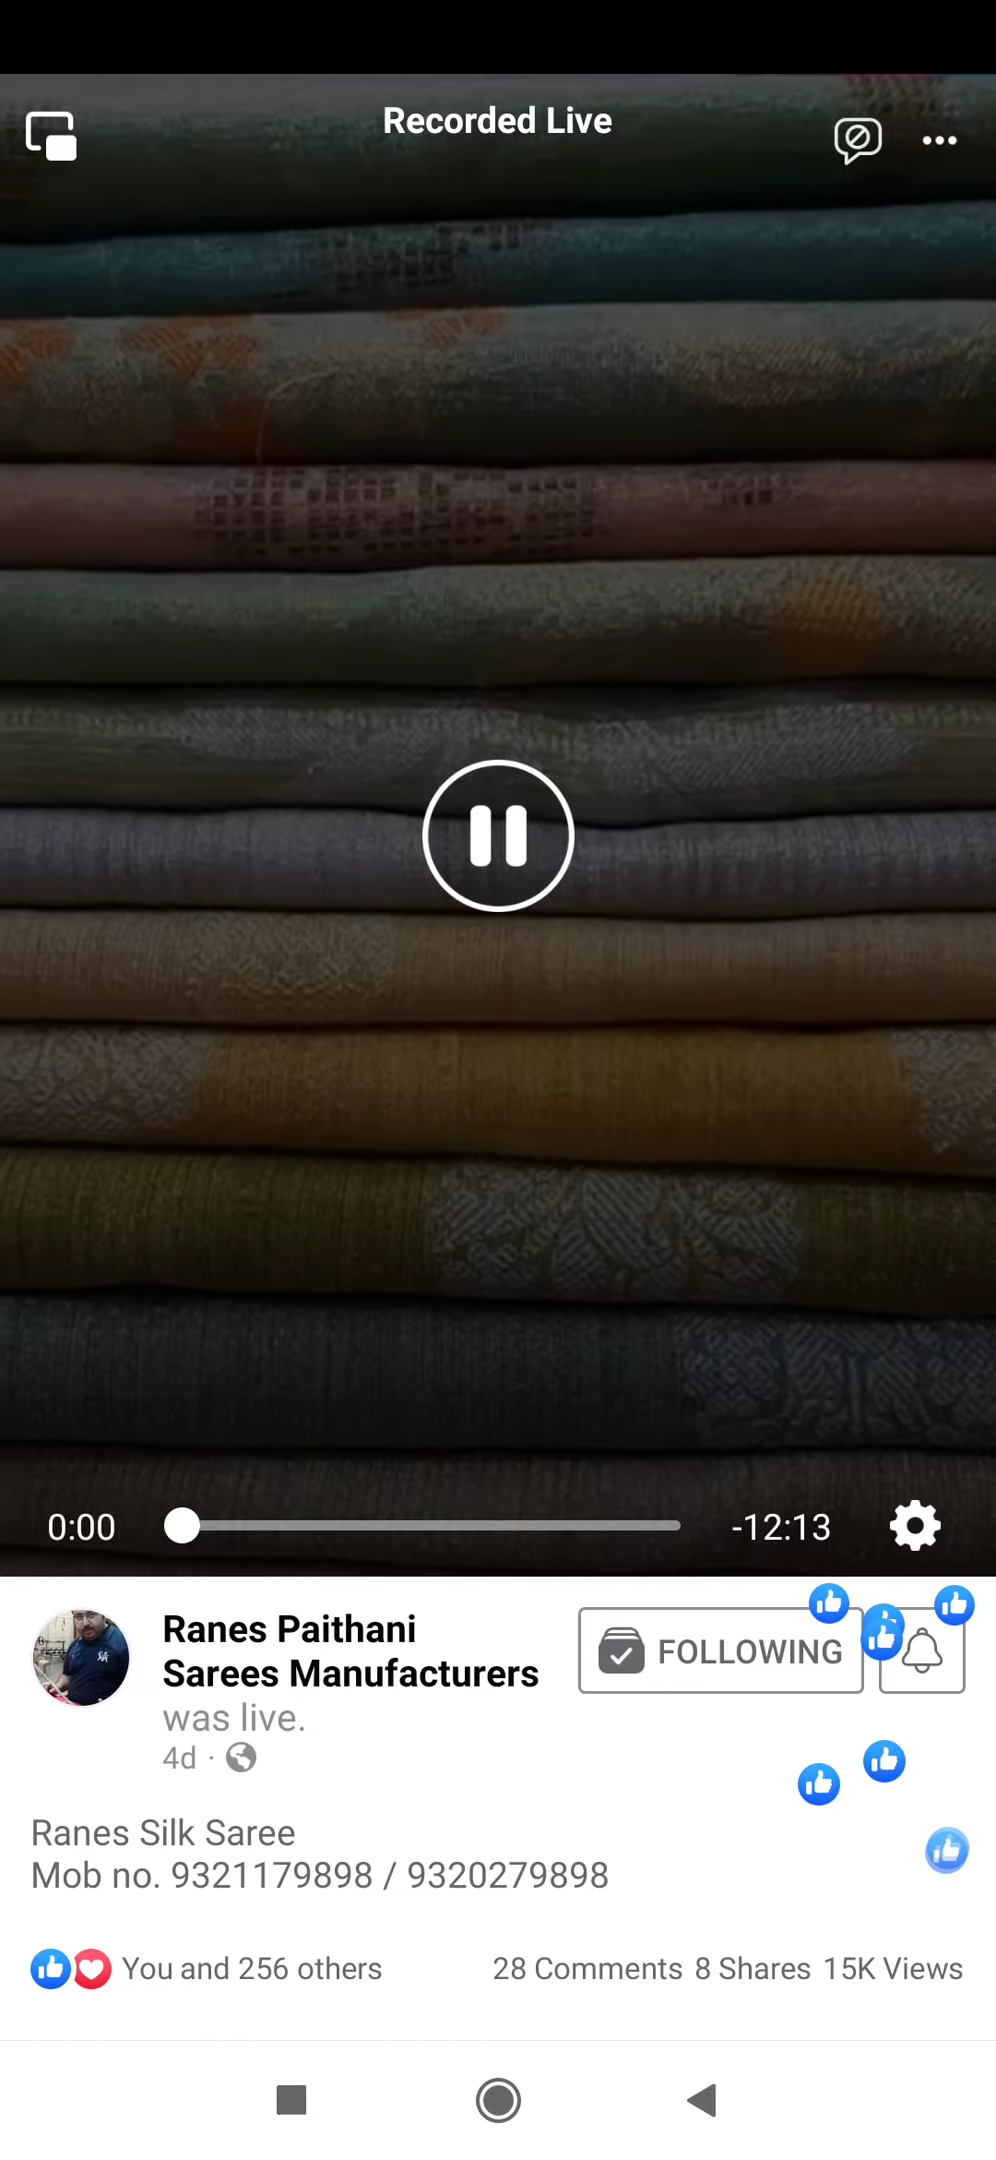 Recorded Live
0:00
-12:13
Ranes Paithani
Sarees Manufacturers
was live.
4d ·
FOLLOWING
Ranes Silk Saree
Mob no. 9321179898 / 9320279898
You and 256 others
28 Comments 8 Shares 15K Views